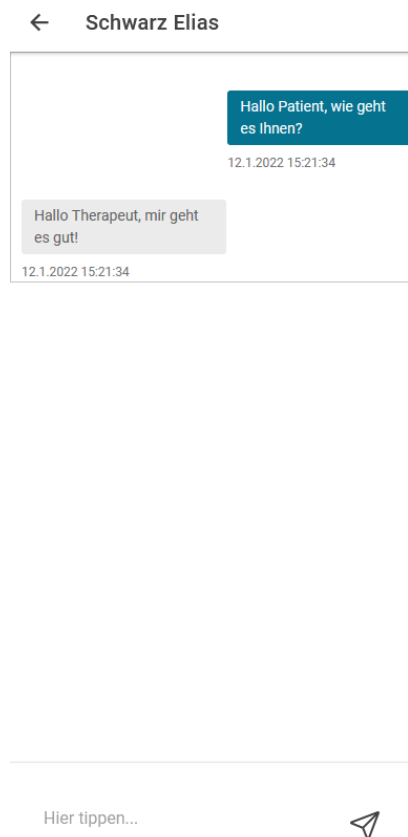 Schwarz Elias
Hallo Patient, wie geht
es Ihnen?
12.1.2022 15:21:34
Hallo Therapeut, mir geht
es gut!
12.1.2022 15:21:34
Hier tippen...